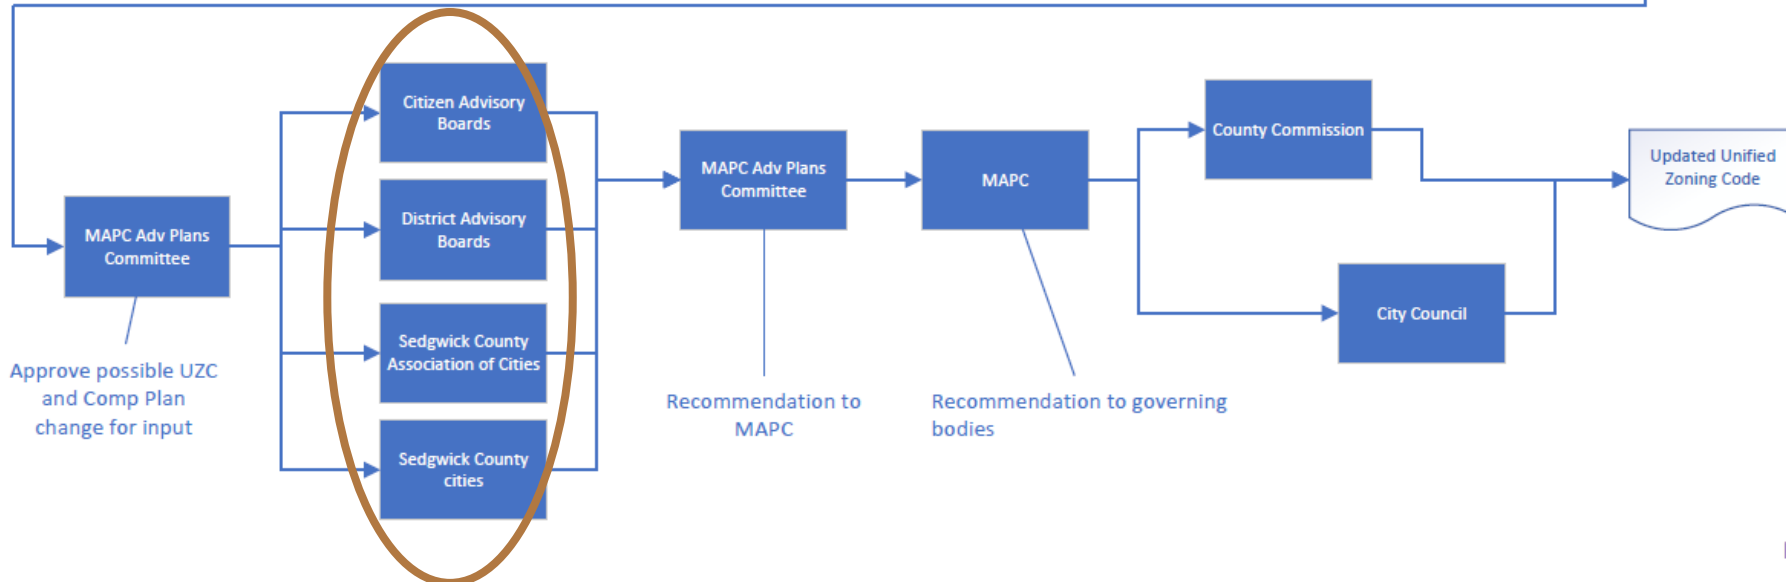 MAPC Adv Plans
Committee
Approve possible UZC
and Comp Plan
change for input
Citizen Advisory
Boards
District Advisory
Boards
Sedgwick County
Association of Cities
Sedgwick County
cities
MAPC Adv Plans
Committee
Recommendation to
MAPC
MAPC
Recommendation to governing
bodies
County Commission
City Council
Updated Unified
Zoning Code